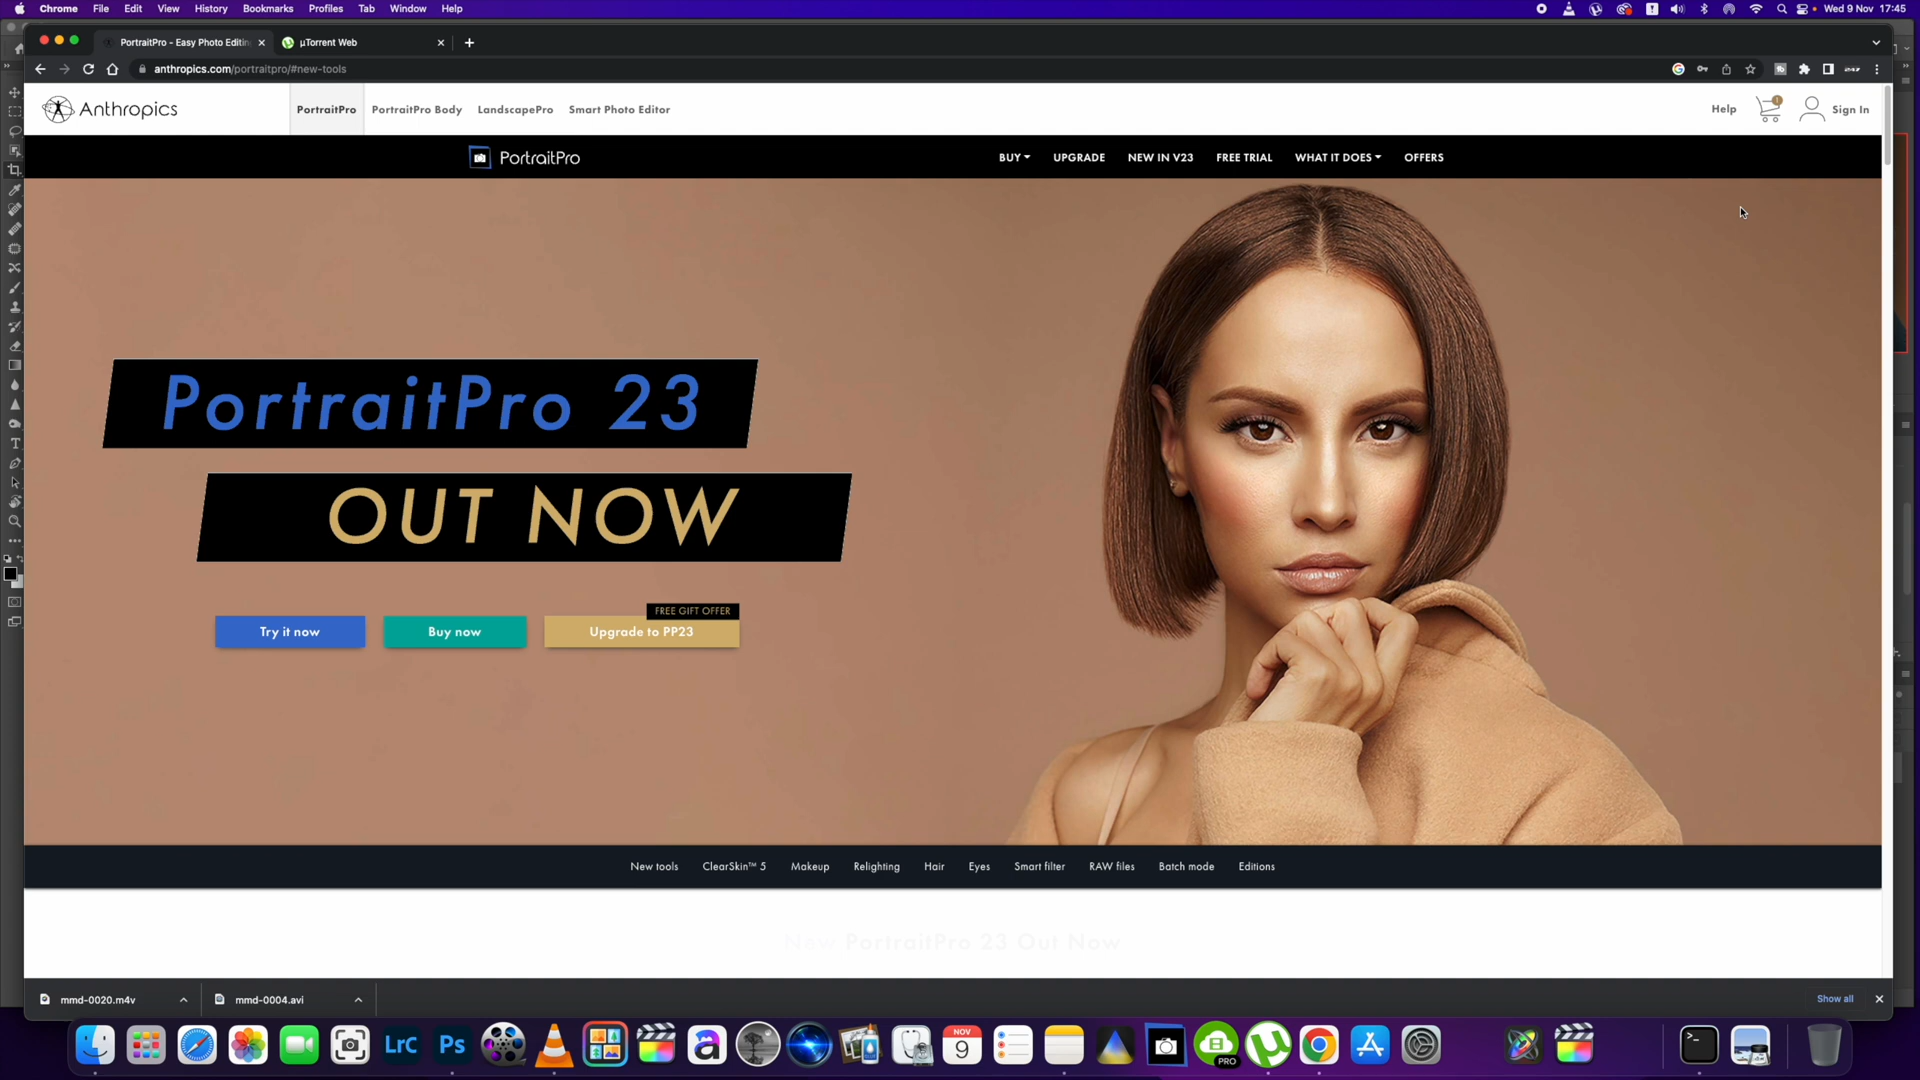 Chrome File Edit View History Bookmarks Profiles Tab Window Help Wed 9 Nov 17:45
PortraitPro - Easy Photo Editin µTorrent Web
anthropics.com/portraitpro/#new-tools
Anthropics PortraitPro PortraitPro Body LandscapePro Smart Photo Editor Help Sign In
PortraitPro BUY UPGRADE NEW IN V23 FREE TRIAL WHAT IT DOES OFFERS
PortraitPro 23
OUT NOW
FREE GIFT OFFER
Try it now Buy now Upgrade to PP23
New tools ClearSkin™ 5 Makeup Relighting Hair Eyes Smart filter RAW files Batch mode Editions
New PortraitPro 23 Out Now
mmd-0020.m4v mmd-0004.avi Show all
LrC Ps NOV
9
PRO